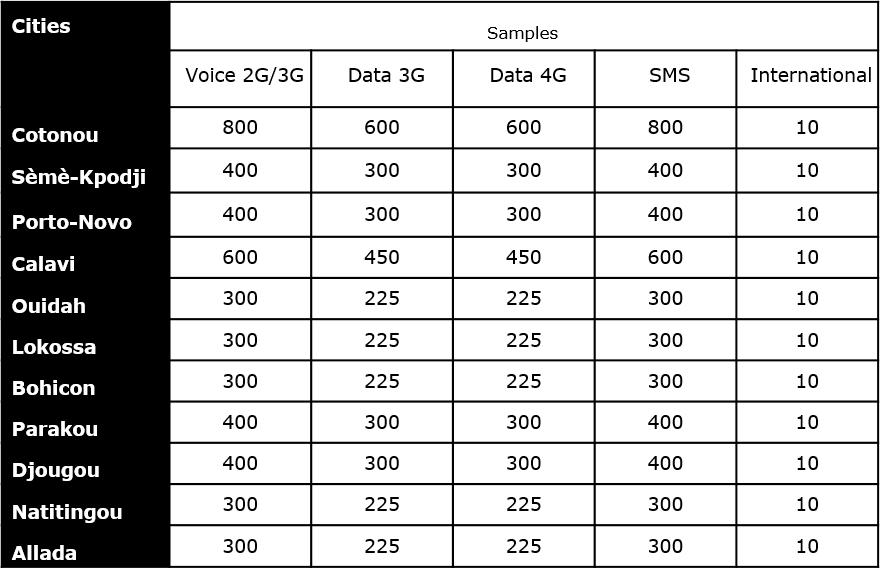 Cities
Samples
Voice 2G/3G Data 3G Data 4G SMS International
Cotonou 800 600 600 800 10
Sèmè-Kpodji 400 300 300 400 10
Porto-Novo 400 300 300 400 10
Calavi 600 450 450 600 10
Ouidah 300 225 225 300 10
Lokossa 300 225 225 300 10
Bohicon 300 225 225 300 10
Parakou 400 300 300 400 10
Djougou 400 300 300 400 10
Natitingou 300 225 225 300 10
Allada 300 225 225 300 10